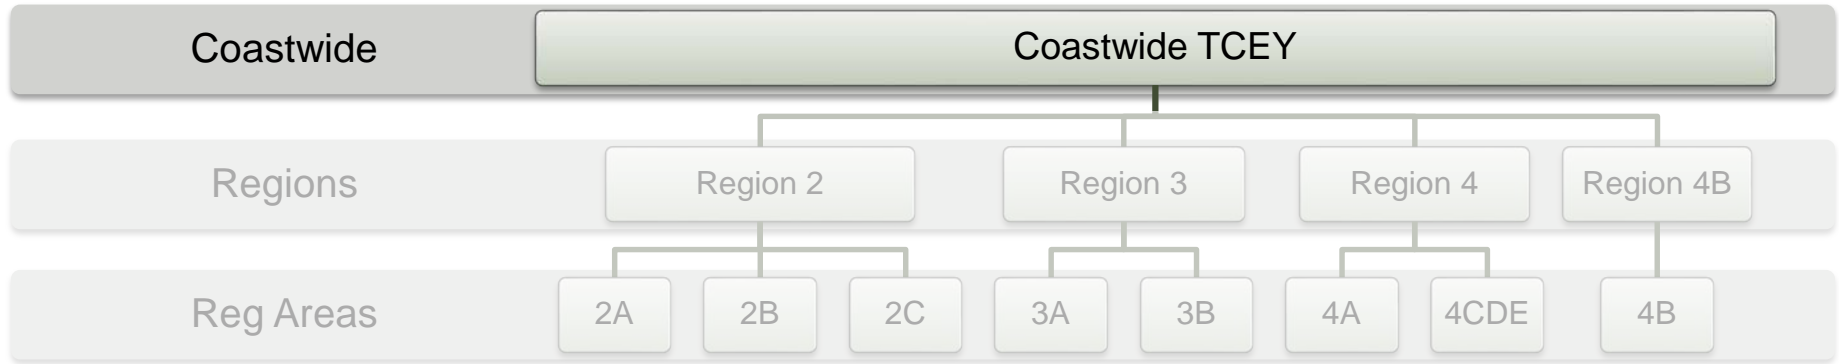 Coastwide
Coastwide TCEY
Regions
Region 2
Region 3
Region 4
Region 4B
Reg Areas
2A
2B
2C
3A
3B
4A
4CDE
4B